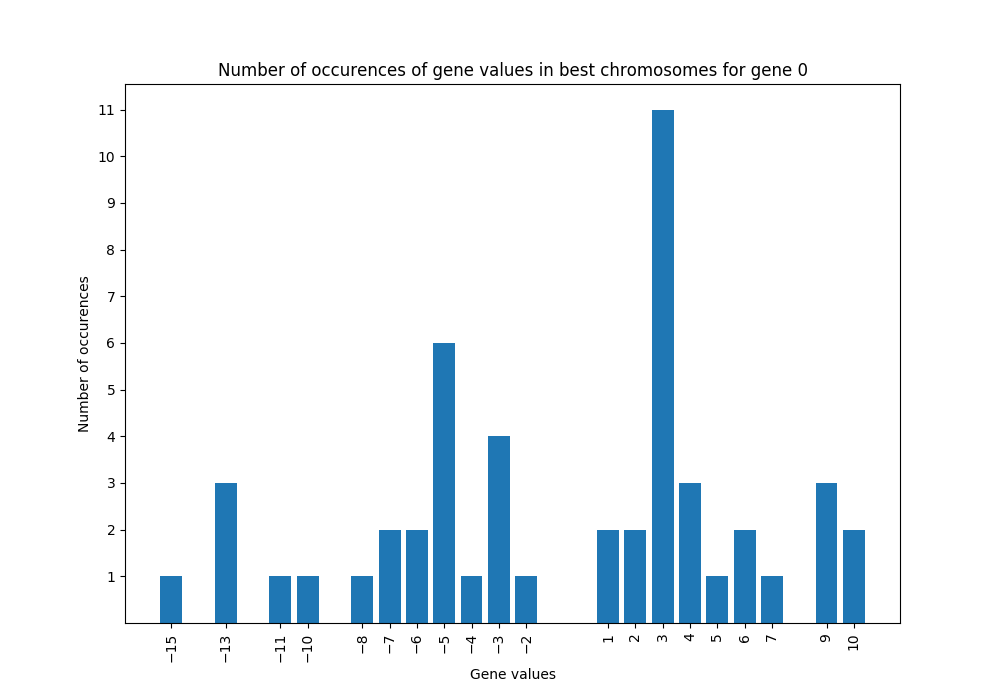 Number of occurences of gene values in best chromosomes for gene 0
11
10
9
8
7
6
5
4
3
2
1
Number of occurences
−15 −13 −11 −10 −8 −7 −6 −5 −4 −3 −2 1 2 3 4 5 6 7 9 10
Gene values